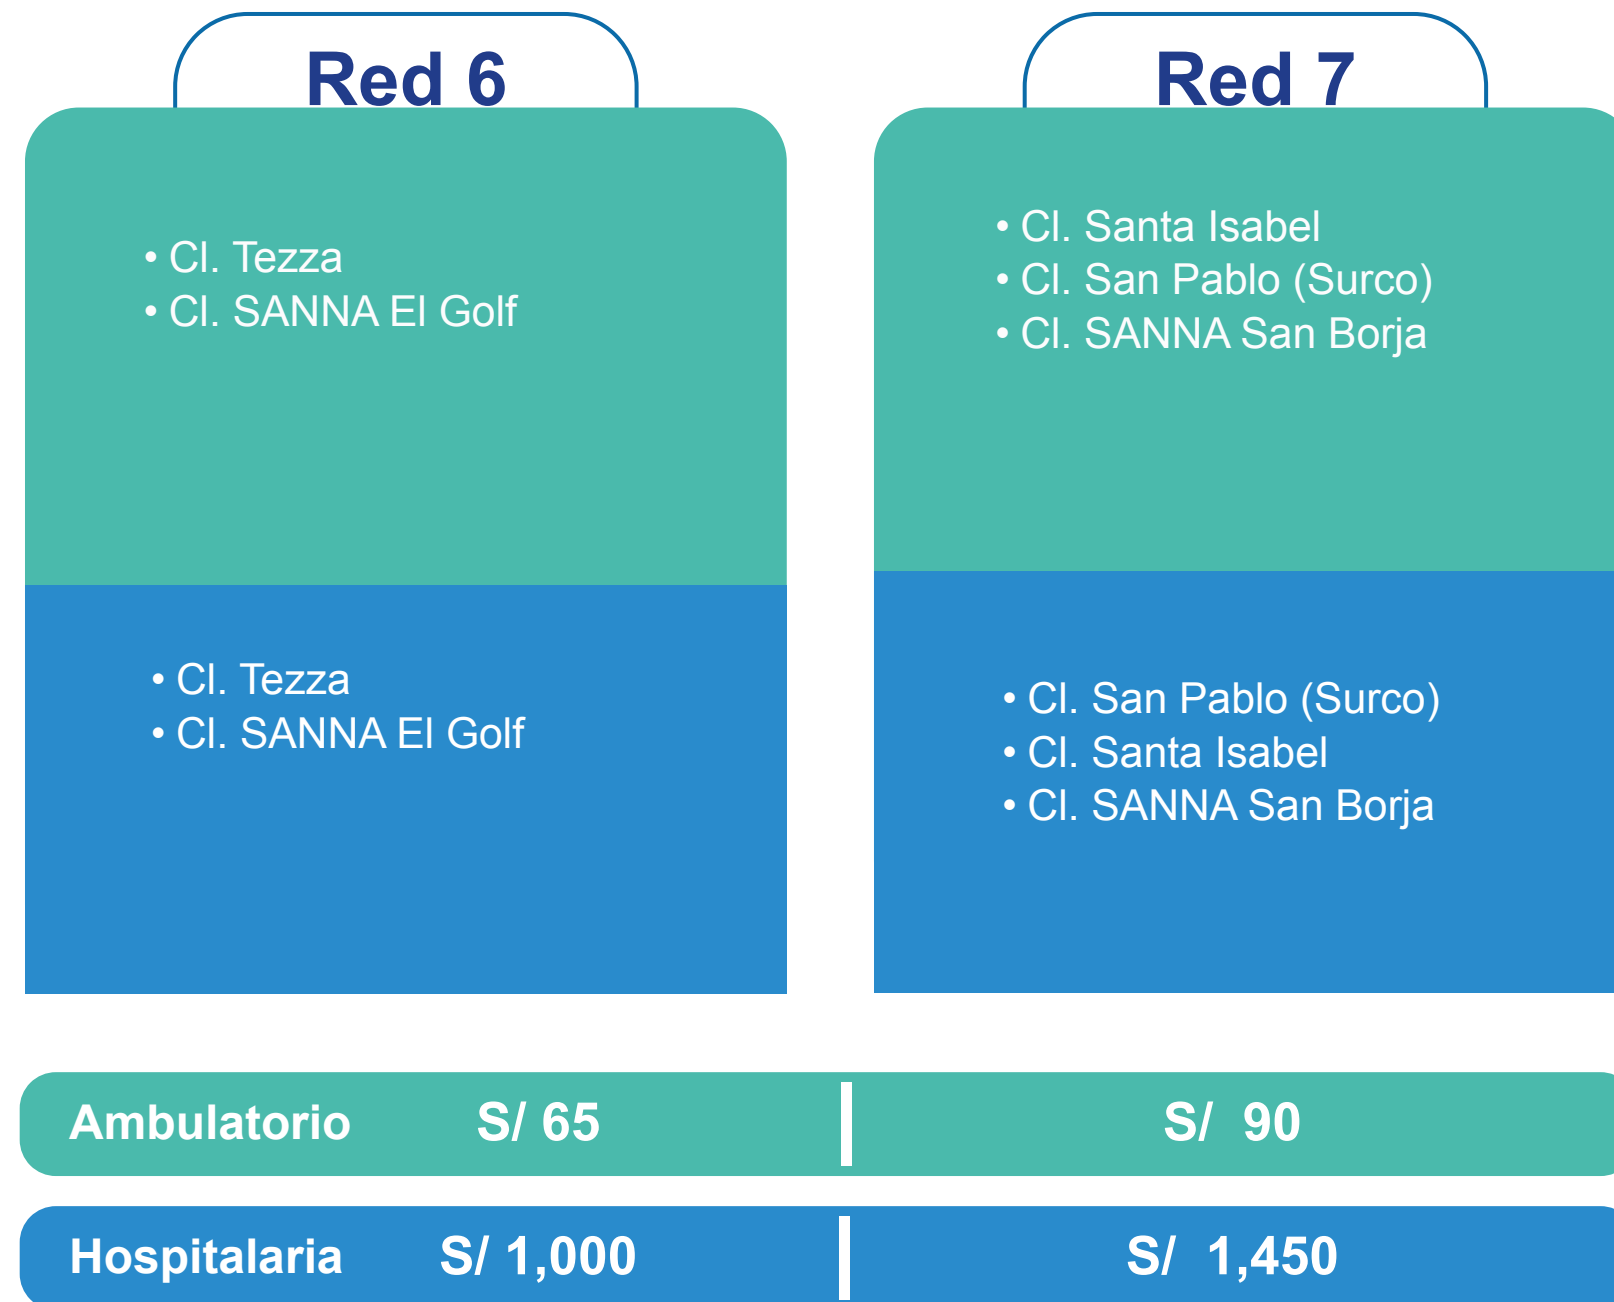 Red 6
• Cl. Tezza
• Cl. SANNA El Golf
• Cl. Tezza
• Cl. SANNA El Golf
Red 7
• Cl. Santa Isabel
• Cl. San Pablo (Surco)
• Cl. SANNA San Borja
• Cl. San Pablo (Surco)
• Cl. Santa Isabel
• Cl. SANNA San Borja
Ambulatorio S/ 65 S/ 90
Hospitalaria S/ 1,000 S/ 1,450